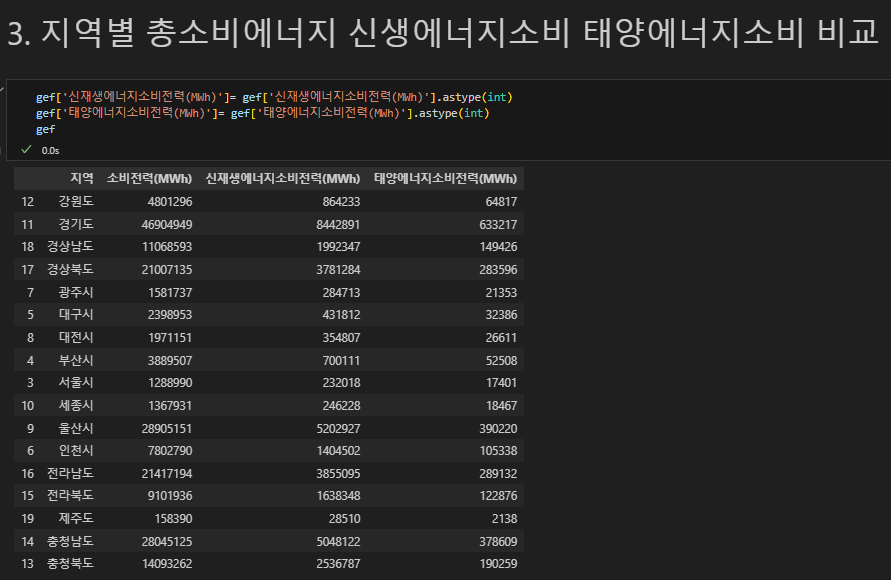 3. 지역별 총소비에너지 신생에너지소비 태양에너지소비 비교
gef['신재생에너지소비전력(MWh)']= gef['신재생에너지소비전력(MWh)'].astype(int)
gef['태양에너지소비전력(MWh)']= gef['태양에너지소비전력(MWh)'].astype(int)
gef
0.0s
지역 소비전력(MWh) 신재생에너지소비전력(MWh) 태양에너지소비전력(MWh)
12 강원도 4801296 864233 64817
11 경기도 46904949 8442891 633217
18 경상남도 11068593 1992347 149426
17 경상북도 21007135 3781284 283596
7 광주시 1581737 284713 21353
5 대구시 2398953 431812 32386
8 대전시 1971151 354807 26611
4 부산시 3889507 700111 52508
3 서울시 1288990 232018 17401
10 세종시 1367931 246228 18467
9 울산시 28905151 5202927 390220
6 인천시 7802790 1404502 105338
16 전라남도 21417194 3855095 289132
15 전라북도 9101936 1638348 122876
19 제주도 158390 28510 2138
14 충청남도 28045125 5048122 378609
13 충청북도 14093262 2536787 190259